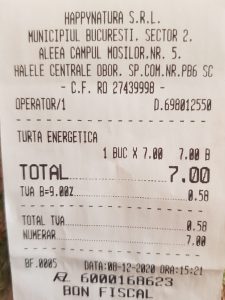 HAPPYNATURA S.R.L.
MUNICIPIUL BUCURESTI. SECTOR 2.
ALEEA CAMPUL MOSILOR.NR. 5.
HALELE CENTRALE OBOR. SP.COM.NR.PB6 SC
- C.F. RO 27439998 -
OPERATOR/1 D.698012550
TURTA ENERGETICA
1 BUC X 7.00 7.00 B
TOTAL 7.00
TVA B=9.00% 0.58
TOTAL TVA 0.58
NUMERAR 7.00
BF.0005 DATA:08-12-2020 ORA:15:21
6000168623
BON FISCAL